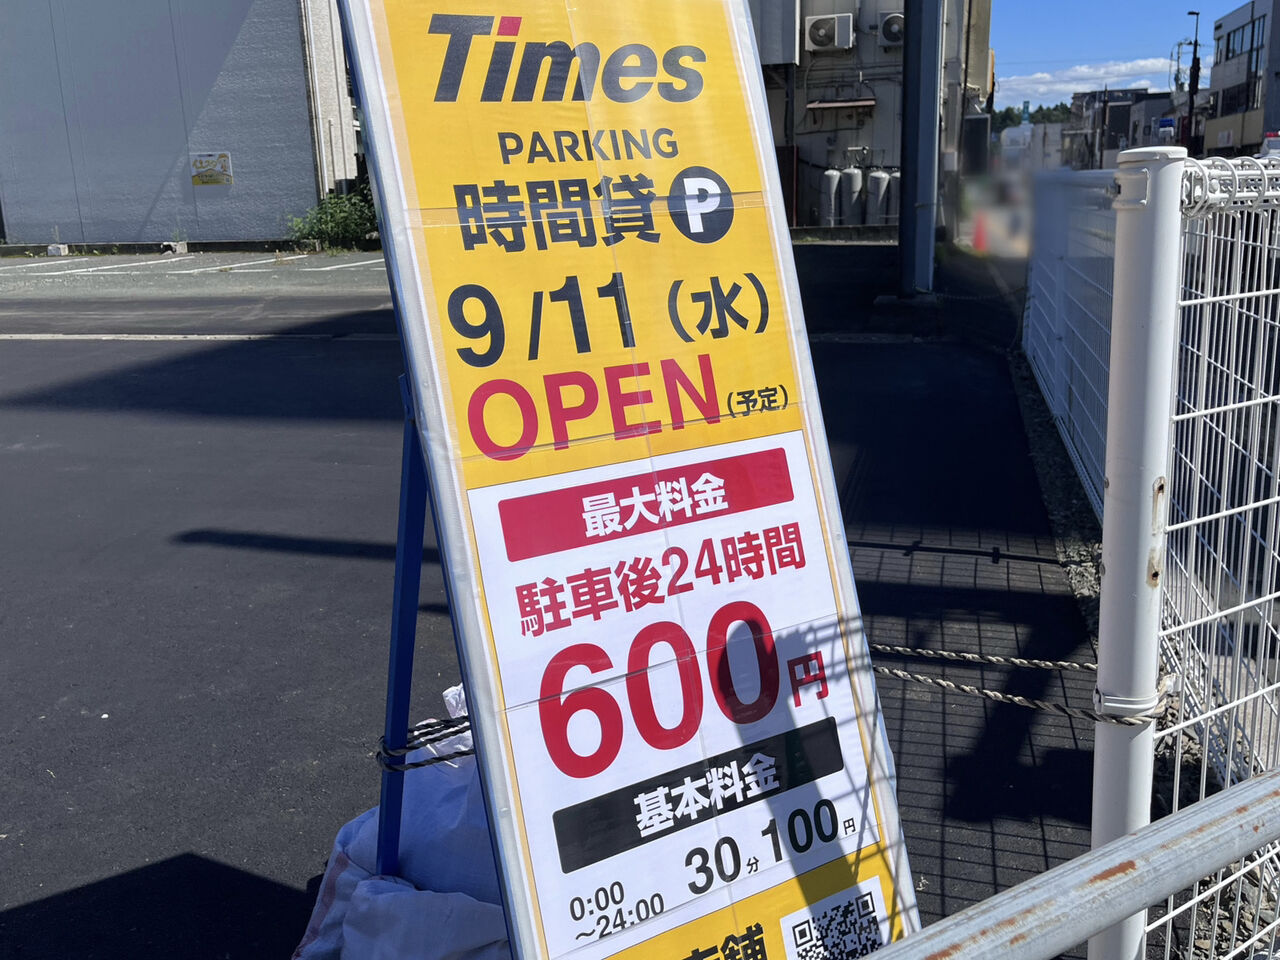 Times
PARKING
時間貸 P
9/11(水)
OPEN(予定)
最大料金
駐車後24時間
600円
基本料金
0:00
〜24:00
30分100円
店舗